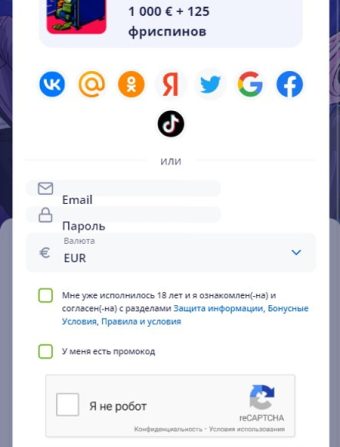 1 000 € + 125
фриспинов
или
Email
Пароль
Валюта
€ EUR
Мне уже исполнилось 18 лет и я ознакомлен(-на) и
согласен(-на) с разделами Защита информации, Бонусные
Условия, Правила и условия
У меня есть промокод
Я не робот
reCAPTCHA
Конфиденциальность - Условия использования